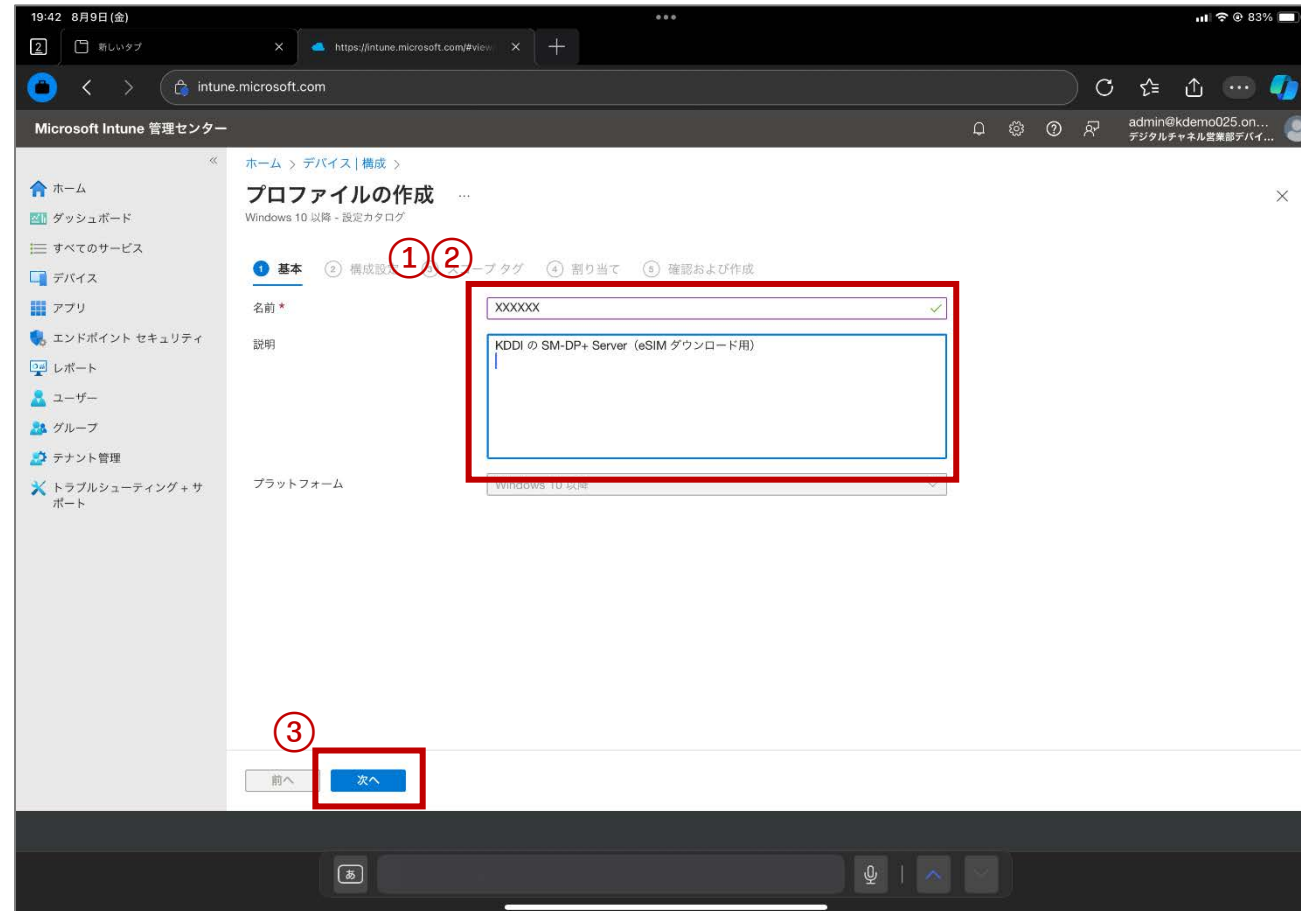 19:42 8月9日(金)
83%
2
新しいタブ
https://intune.microsoft.com/#view
intune.microsoft.com
Microsoft Intune 管理センター
admin@kdemo025.on...
デジタルチャネル営業部デバイ...
ホーム > デバイス | 構成 >
プロファイルの作成 ...
Windows 10 以降 - 設定カタログ
ホーム
ダッシュボード
すべてのサービス
デバイス
アプリ
エンドポイント セキュリティ
レポート
ユーザー
グループ
テナント管理
トラブルシューティング + サ
ポート
① ②
1 基本 2 構成設定 3 スコープ タグ 4 割り当て 5 確認および作成
名前 *
XXXXXX
説明
KDDI の SM-DP+ Server（eSIM ダウンロード用）
プラットフォーム
Windows 10 以降
③
前へ
次へ
あ